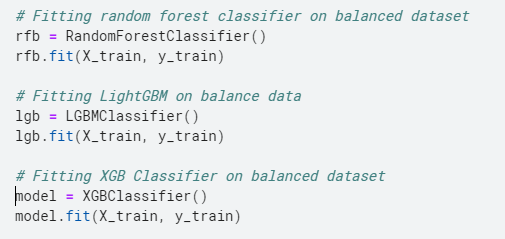 # Fitting random forest classifier on balanced dataset
rfb = RandomForestClassifier()
rfb.fit(X_train, y_train)
# Fitting LightGBM on balance data
lgb = LGBMClassifier()
lgb.fit(X_train, y_train)
# Fitting XGB Classifier on balanced dataset
model = XGBClassifier()
model.fit(X_train, y_train)